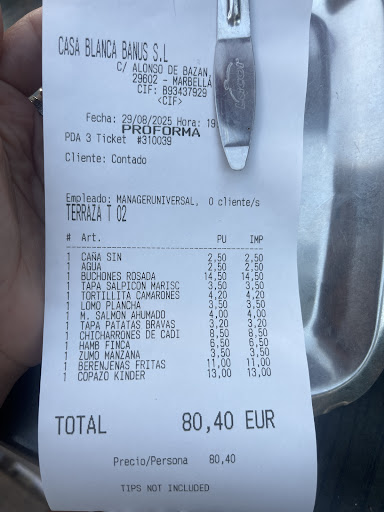 CASA BLANCA BANUS S.L
C/ ALONSO DE BAZAN
29602 - MARBELLA
CIF: B93437929
<CIF>
Fecha: 29/08/2025 Hora: 19
PROFORMA
PDA 3 Ticket #310039
Cliente: Contado
Empleado: MANAGERUNIVERSAL, 0 cliente/s
TERRAZA T 02
# Art. PU IMP
1 CAÑA SIN 2,50 2,50
1 AGUA 2,50 2,50
1 BUCHONES ROSADA 14,50 14,50
1 TAPA SALPICON MARISC 3,50 3,50
1 TORTILLITA CAMARONES 4,20 4,20
1 LOMO PLANCHA 3,50 3,50
1 M. SALMON AHUMADO 4,00 4,00
1 TAPA PATATAS BRAVAS 3,20 3,20
1 CHICHARRONES DE CADI 8,50 8,50
1 HAMB FINCA 6,50 6,50
1 ZUMO MANZANA 3,50 3,50
1 BERENJENAS FRITAS 11,00 11,00
1 COPAZO KINDER 13,00 13,00
TOTAL 80,40 EUR
Precio/Persona 80,40
TIPS NOT INCLUDED